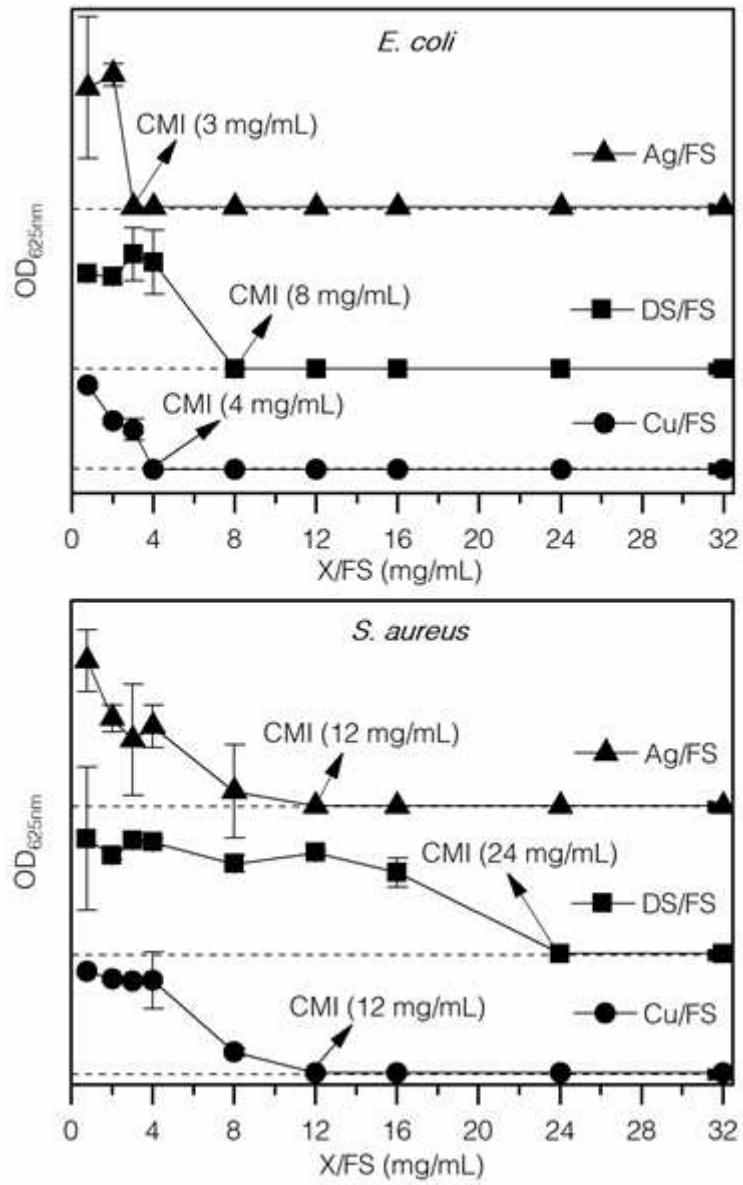 E. coli
CMI (3 mg/mL)
Ag/FS
OD625nm
CMI (8 mg/mL)
DS/FS
CMI (4 mg/mL)
Cu/FS
0 4 8 12 16 20 24 28 32
X/FS (mg/mL)
S. aureus
CMI (12 mg/mL)
Ag/FS
OD625nm
CMI (24 mg/mL)
DS/FS
CMI (12 mg/mL)
Cu/FS
0 4 8 12 16 20 24 28 32
X/FS (mg/mL)